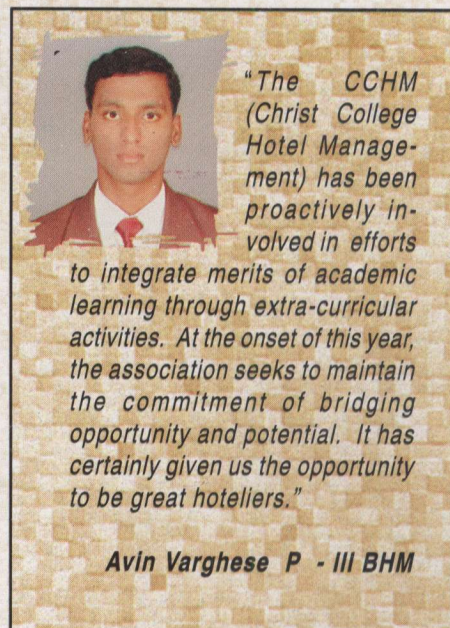 “The CCHM
(Christ College
Hotel Manage-
ment) has been
proactively in-
volved in efforts
to integrate merits of academic
learning through extra-curricular
activities. At the onset of this year,
the association seeks to maintain
the commitment of bridging
opportunity and potential. It has
certainly given us the opportunity
to be great hoteliers.”
Avin Varghese P - III BHM